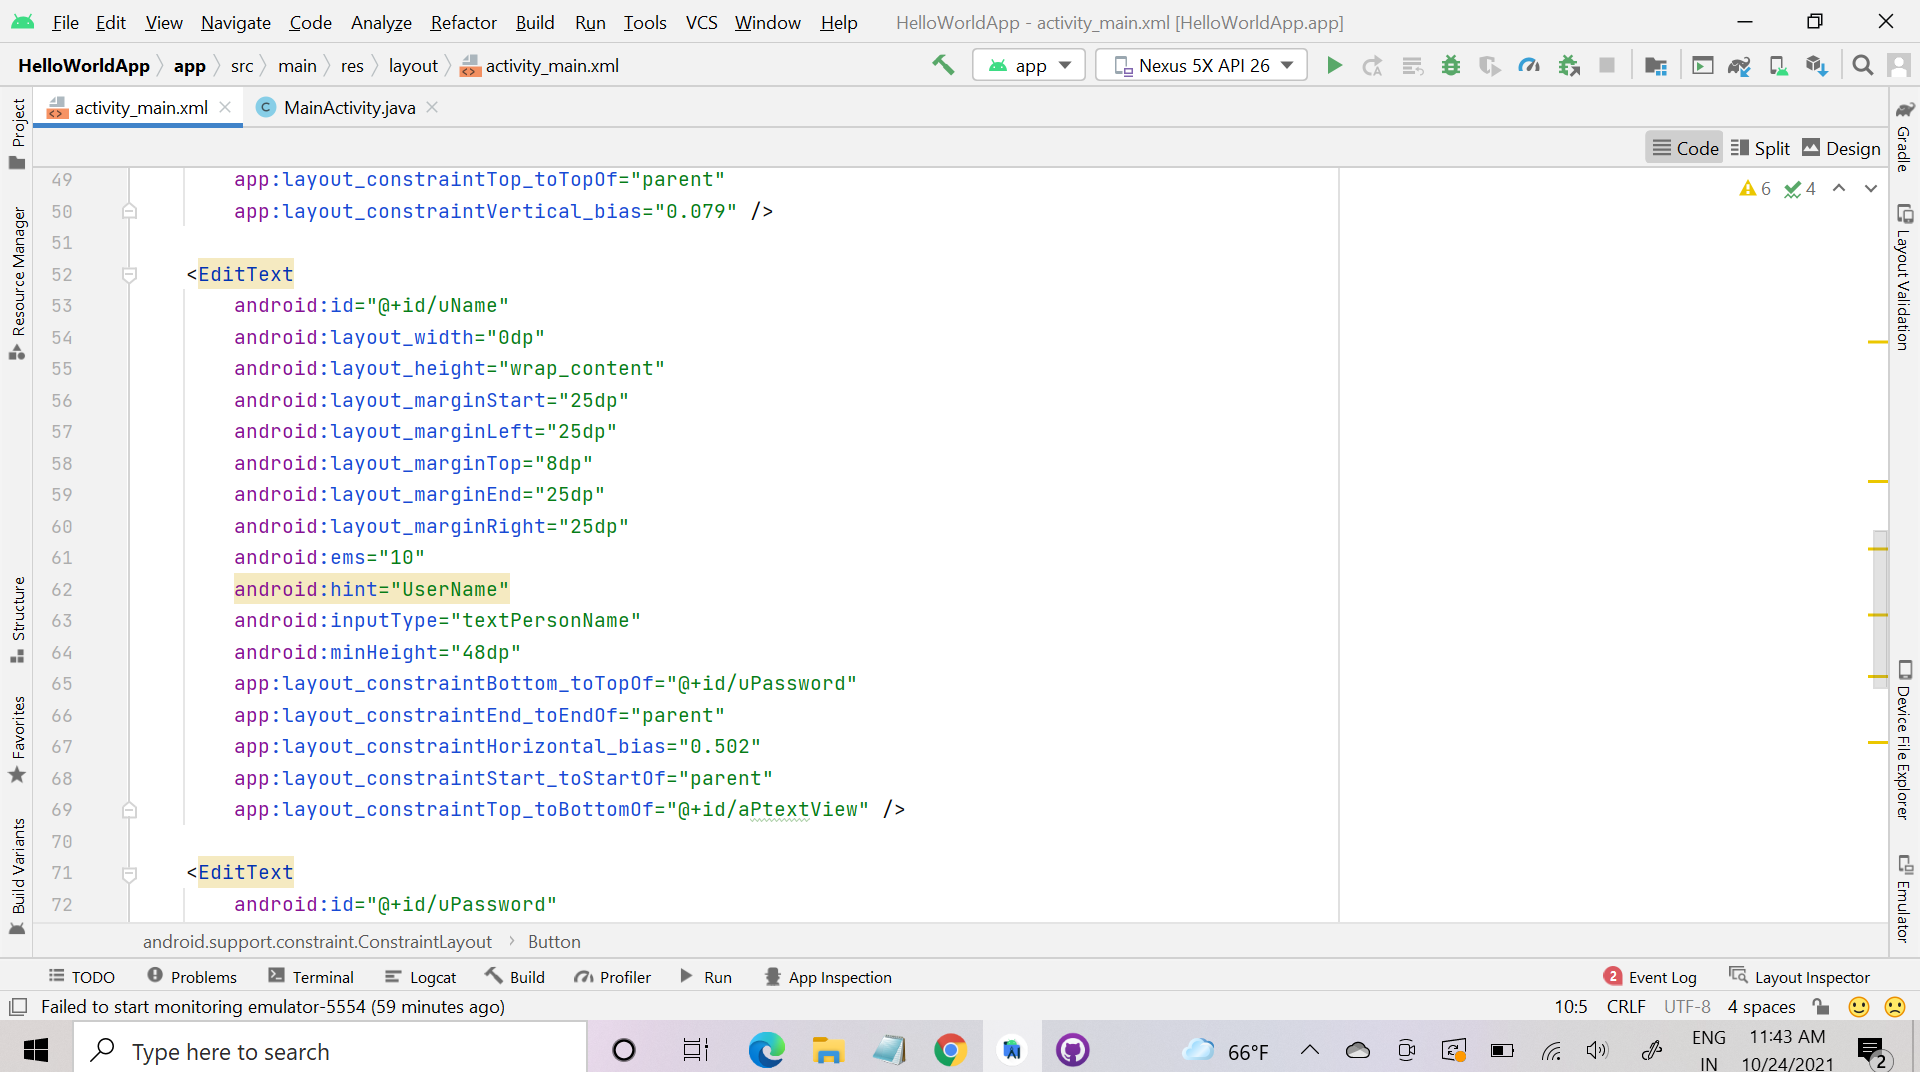 File Edit View Navigate Code Analyze Refactor Build Run Tools VCS Window Help HelloWorldApp - activity_main.xml [HelloWorldApp.app]
HelloWorldApp app src main res layout activity_main.xml app Nexus 5X API 26
activity_main.xml MainActivity.java
Code Split Design
6 4
49 app:layout_constraintTop_toTopOf="parent"
50 app:layout_constraintVertical_bias="0.079" />
51
52 <EditText
53 android:id="@+id/uName"
54 android:layout_width="0dp"
55 android:layout_height="wrap_content"
56 android:layout_marginStart="25dp"
57 android:layout_marginLeft="25dp"
58 android:layout_marginTop="8dp"
59 android:layout_marginEnd="25dp"
60 android:layout_marginRight="25dp"
61 android:ems="10"
62 android:hint="UserName"
63 android:inputType="textPersonName"
64 android:minHeight="48dp"
65 app:layout_constraintBottom_toTopOf="@+id/uPassword"
66 app:layout_constraintEnd_toEndOf="parent"
67 app:layout_constraintHorizontal_bias="0.502"
68 app:layout_constraintStart_toStartOf="parent"
69 app:layout_constraintTop_toBottomOf="@+id/aPtextView" />
70
71 <EditText
72 android:id="@+id/uPassword"
Project
Resource Manager
Structure
Favorites
Build Variants
Gradle
Layout Validation
Device File Explorer
Emulator
android.support.constraint.ConstraintLayout › Button
TODO Problems Terminal Logcat Build Profiler Run App Inspection 2 Event Log Layout Inspector
Failed to start monitoring emulator-5554 (59 minutes ago) 10:5 CRLF UTF-8 4 spaces
Type here to search 66°F ENG 11:43 AM
IN 10/24/2021 2